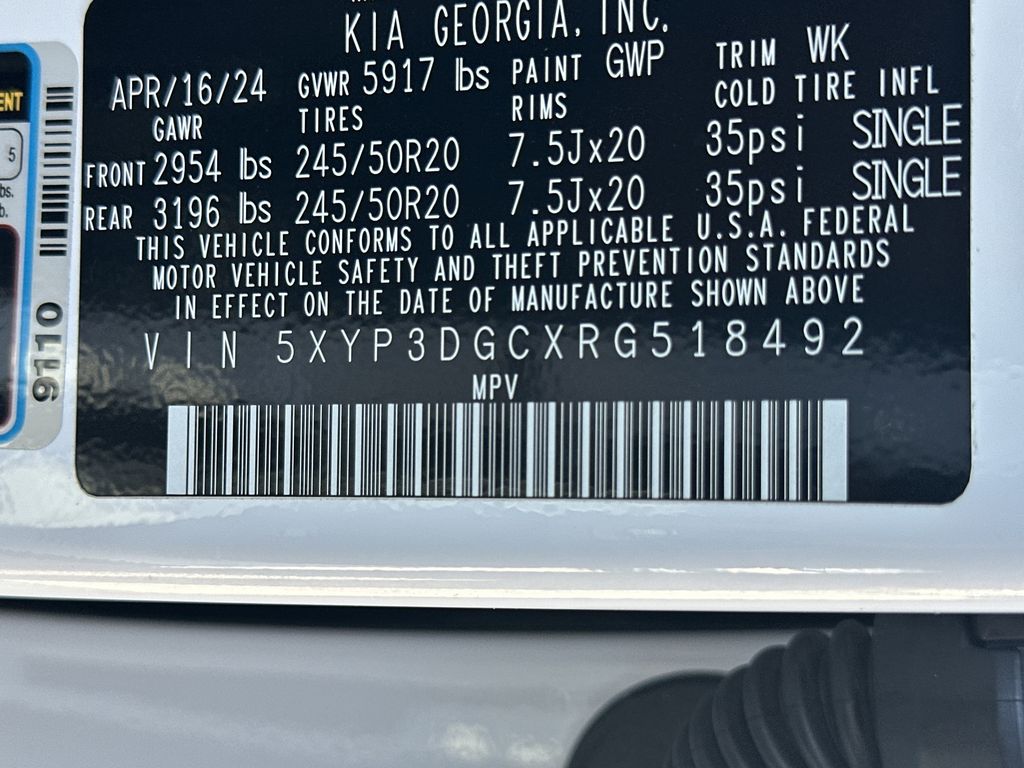 KIA GEORGIA, INC.
APR/16/24 GVWR 5917 lbs PAINT GWP TRIM WK
GAWR TIRES RIMS COLD TIRE INFL
FRONT 2954 lbs 245/50R20 7.5Jx20 35psi SINGLE
REAR 3196 lbs 245/50R20 7.5Jx20 35psi SINGLE
THIS VEHICLE CONFORMS TO ALL APPLICABLE U.S.A. FEDERAL
MOTOR VEHICLE SAFETY AND THEFT PREVENTION STANDARDS
IN EFFECT ON THE DATE OF MANUFACTURE SHOWN ABOVE
VIN 5XYP3DGCXRG518492
MPV
5
9110